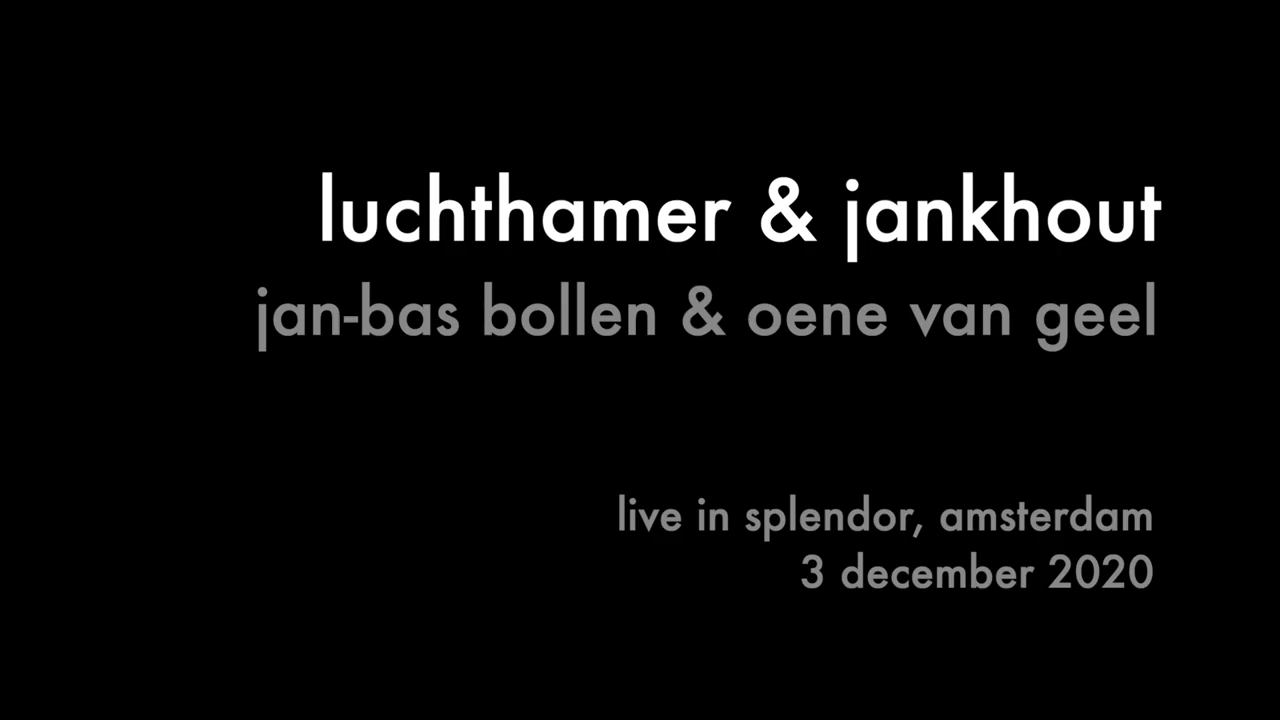 luchthamer & jankhout
jan-bas bollen & oene van geel
live in splendor, amsterdam
3 december 2020